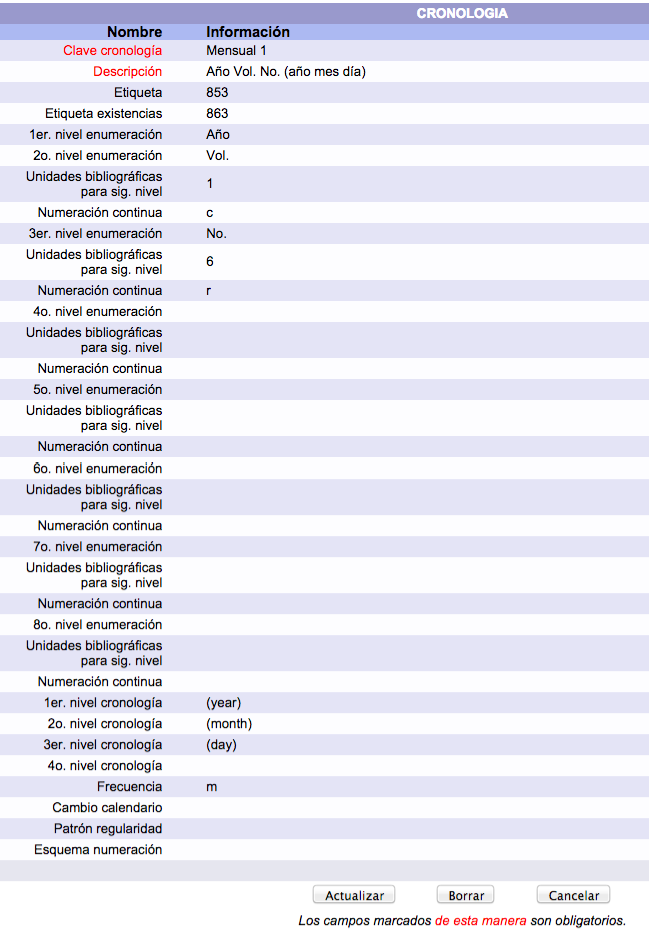 CRONOLOGIA
Nombre Información
Clave cronología Mensual 1
Descripción Año Vol. No. (año mes día)
Etiqueta 853
Etiqueta existencias 863
1er. nivel enumeración Año
2o. nivel enumeración Vol.
Unidades bibliográficas
para sig. nivel 1
Numeración continua c
3er. nivel enumeración No.
Unidades bibliográficas
para sig. nivel 6
Numeración continua r
4o. nivel enumeración
Unidades bibliográficas
para sig. nivel
Numeración continua
5o. nivel enumeración
Unidades bibliográficas
para sig. nivel
Numeración continua
6o. nivel enumeración
Unidades bibliográficas
para sig. nivel
Numeración continua
7o. nivel enumeración
Unidades bibliográficas
para sig. nivel
Numeración continua
8o. nivel enumeración
Unidades bibliográficas
para sig. nivel
Numeración continua
1er. nivel cronología (year)
2o. nivel cronología (month)
3er. nivel cronología (day)
4o. nivel cronología
Frecuencia m
Cambio calendario
Patrón regularidad
Esquema numeración
Actualizar Borrar Cancelar
Los campos marcados de esta manera son obligatorios.